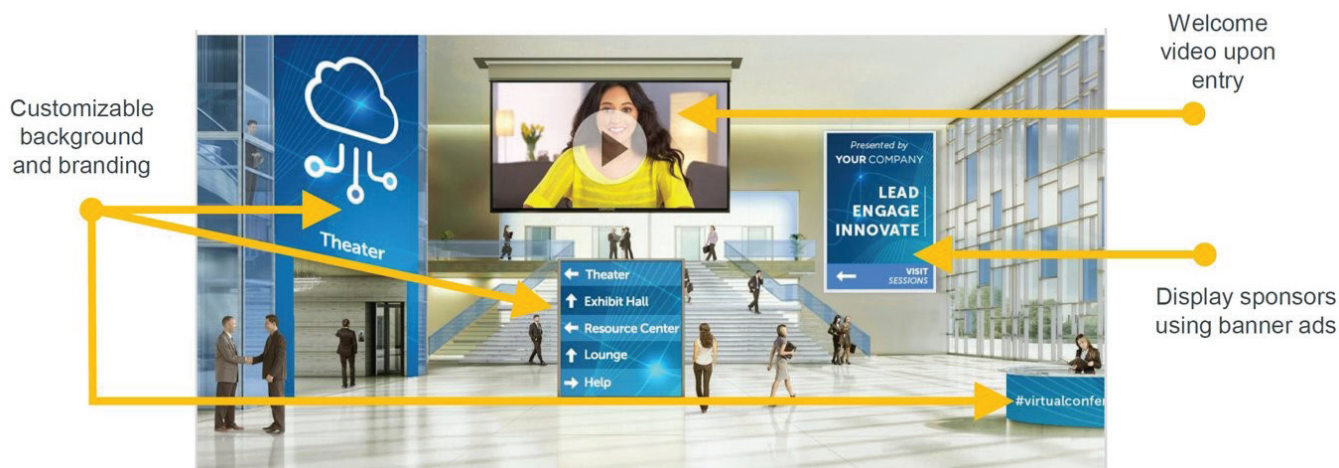 Welcome
video upon
entry
Customizable
background
and branding
Theater
Presented by
YOUR COMPANY
LEAD
ENGAGE
INNOVATE
VISIT
SESSIONS
Theater
Exhibit Hall
Resource Center
Lounge
Help
Display sponsors
using banner ads
#virtualconfer